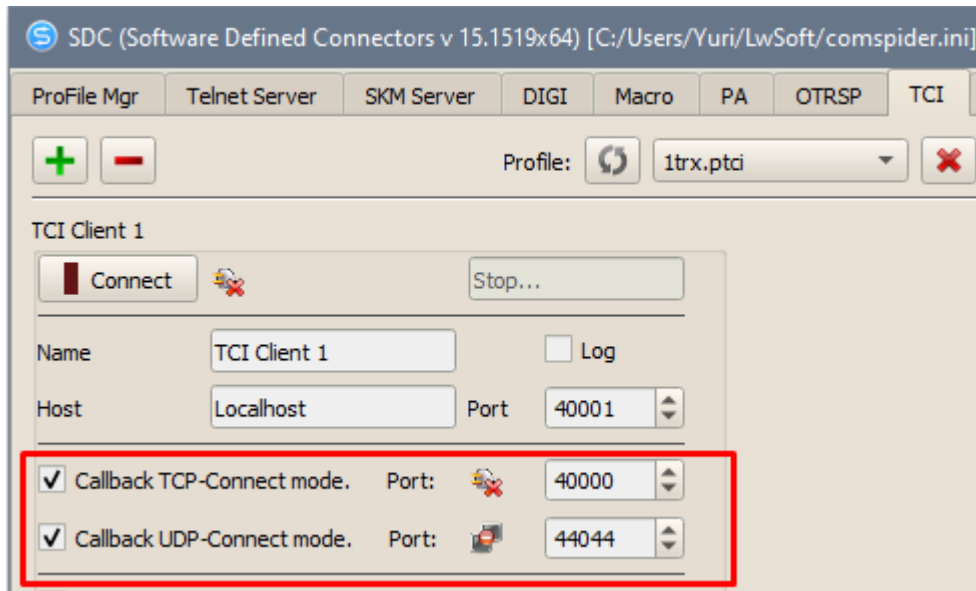 SDC (Software Defined Connectors v 15.1519x64) [C:/Users/Yuri/LwSoft/comspider.ini]
ProFile Mgr Telnet Server SKM Server DIGI Macro PA OTRSP TCI
Profile: 1trx.ptci
TCI Client 1
Connect Stop...
Name TCI Client 1 Log
Host Localhost Port 40001
Callback TCP-Connect mode. Port: 40000
Callback UDP-Connect mode. Port: 44044